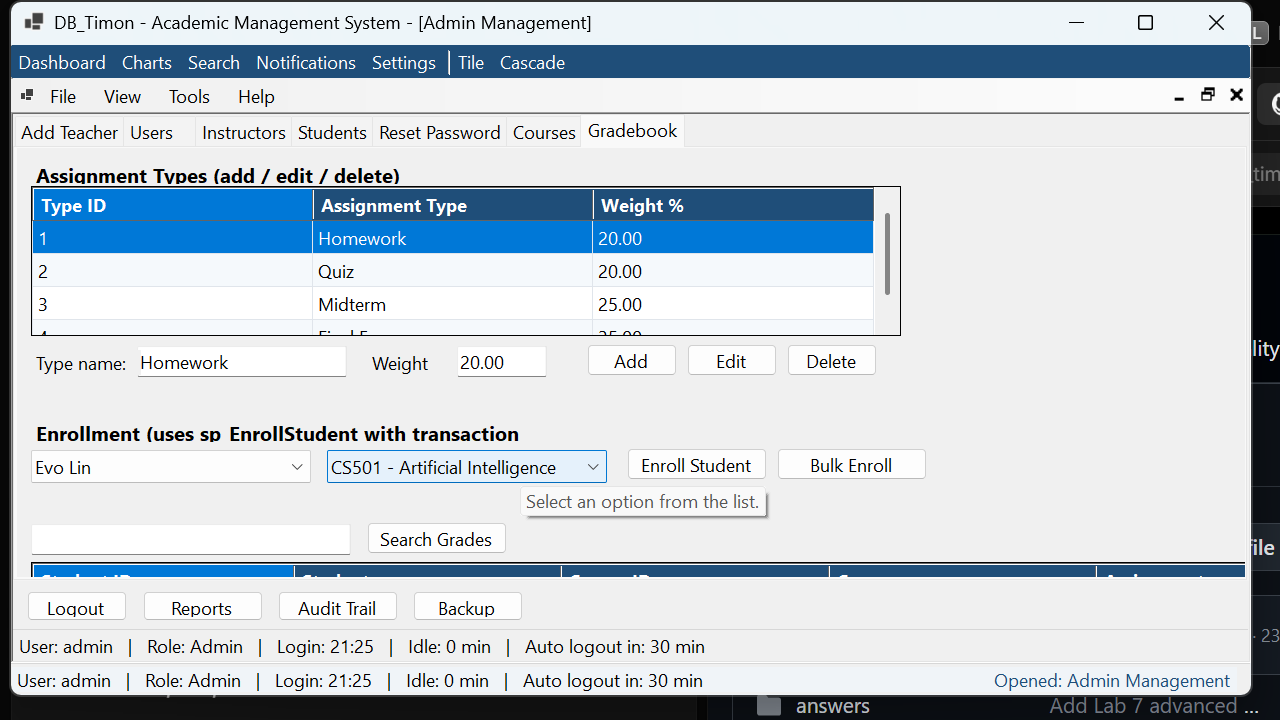 DB_Timon - Academic Management System - [Admin Management]
Dashboard Charts Search Notifications Settings Tile Cascade
File View Tools Help
Add Teacher Users Instructors Students Reset Password Courses Gradebook
Assignment Types (add / edit / delete)
Type ID Assignment Type Weight %
1 Homework 20.00
2 Quiz 20.00
3 Midterm 25.00
Type name: Homework Weight 20.00 Add Edit Delete
Enrollment (uses sp_EnrollStudent with transaction
Evo Lin CS501 - Artificial Intelligence Enroll Student Bulk Enroll
Select an option from the list.
Search Grades
Logout Reports Audit Trail Backup
User: admin | Role: Admin | Login: 21:25 | Idle: 0 min | Auto logout in: 30 min
User: admin | Role: Admin | Login: 21:25 | Idle: 0 min | Auto logout in: 30 min Opened: Admin Management
answers Add Lab 7 advanced ...